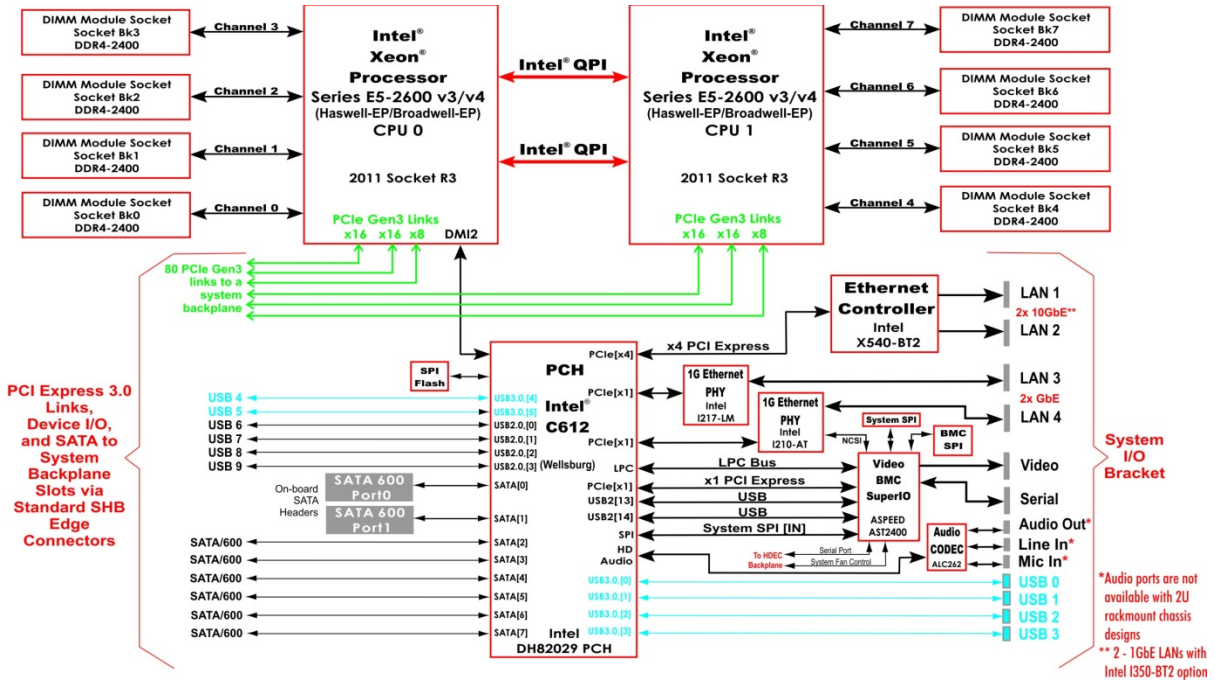 DIMM Module Socket
Socket Bk3
DDR4-2400
Channel 3
DIMM Module Socket
Socket Bk2
DDR4-2400
Channel 2
DIMM Module Socket
Socket Bk1
DDR4-2400
Channel 1
DIMM Module Socket
Socket Bk0
DDR4-2400
Channel 0
Intel®
Xeon®
Processor
Series E5-2600 v3/v4
(Haswell-EP/Broadwell-EP)
CPU 0
2011 Socket R3
PCIe Gen3 Links
x16 x16 x8 DMI2
Intel® QPI
Intel® QPI
Intel®
Xeon®
Processor
Series E5-2600 v3/v4
(Haswell-EP/Broadwell-EP)
CPU 1
2011 Socket R3
PCIe Gen3 Links
x16 x16 x8
Channel 7
DIMM Module Socket
Socket Bk7
DDR4-2400
Channel 6
DIMM Module Socket
Socket Bk6
DDR4-2400
Channel 5
DIMM Module Socket
Socket Bk5
DDR4-2400
Channel 4
DIMM Module Socket
Socket Bk4
DDR4-2400
80 PCIe Gen3
links to a
system
backplane
PCI Express 3.0
Links,
Device I/O,
and SATA to
System
Backplane
Slots via
Standard SHB
Edge
Connectors
SPI
Flash
USB 4
USB 5
USB 6
USB 7
USB 8
USB 9
On-board
SATA
Headers
SATA 600
Port0
SATA 600
Port1
SATA/600
SATA/600
SATA/600
SATA/600
SATA/600
SATA/600
PCH
Intel®
C612
(Wellsburg)
USB3.0,[4]
USB3.0,[5]
USB2.0,[0]
USB2.0,[1]
USB2.0,[2]
USB2.0,[3]
SATA[0]
SATA[1]
SATA[2]
SATA[3]
SATA[4]
SATA[5]
SATA[6]
SATA[7]
PCIe[x4]
PCIe[x1]
PCIe[x1]
LPC
PCIe[x1]
USB2[13]
USB2[14]
SPI
HD
Audio
USB3.0,[0]
USB3.0,[1]
USB3.0,[2]
USB3.0,[3]
Intel
DH82029 PCH
x4 PCI Express
Ethernet
Controller
Intel
X540-BT2
1G Ethernet
PHY
Intel
I217-LM
1G Ethernet
PHY
Intel
I210-AT
NCSI
System SPI
BMC
SPI
LPC Bus
x1 PCI Express
USB
USB
System SPI [IN]
Video
BMC
SuperIO
ASPEED
AST2400
To HDEC
Backplane
Serial Port
System Fan Control
Audio
CODEC
ALC262
LAN 1
2x 10GbE**
LAN 2
LAN 3
2x GbE
LAN 4
Video
Serial
Audio Out*
Line In*
Mic In*
USB 0
USB 1
USB 2
USB 3
System
I/O
Bracket
*Audio ports are not
available with 2U
rackmount chassis
designs
** 2 - 1GbE LANs with
Intel I350-BT2 option